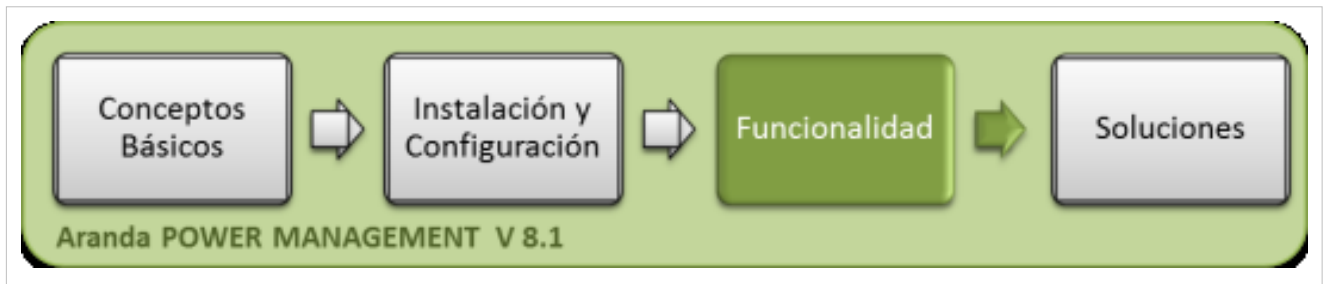 Conceptos
Básicos
Instalación y
Configuración
Funcionalidad
Soluciones
Aranda POWER MANAGEMENT V 8.1